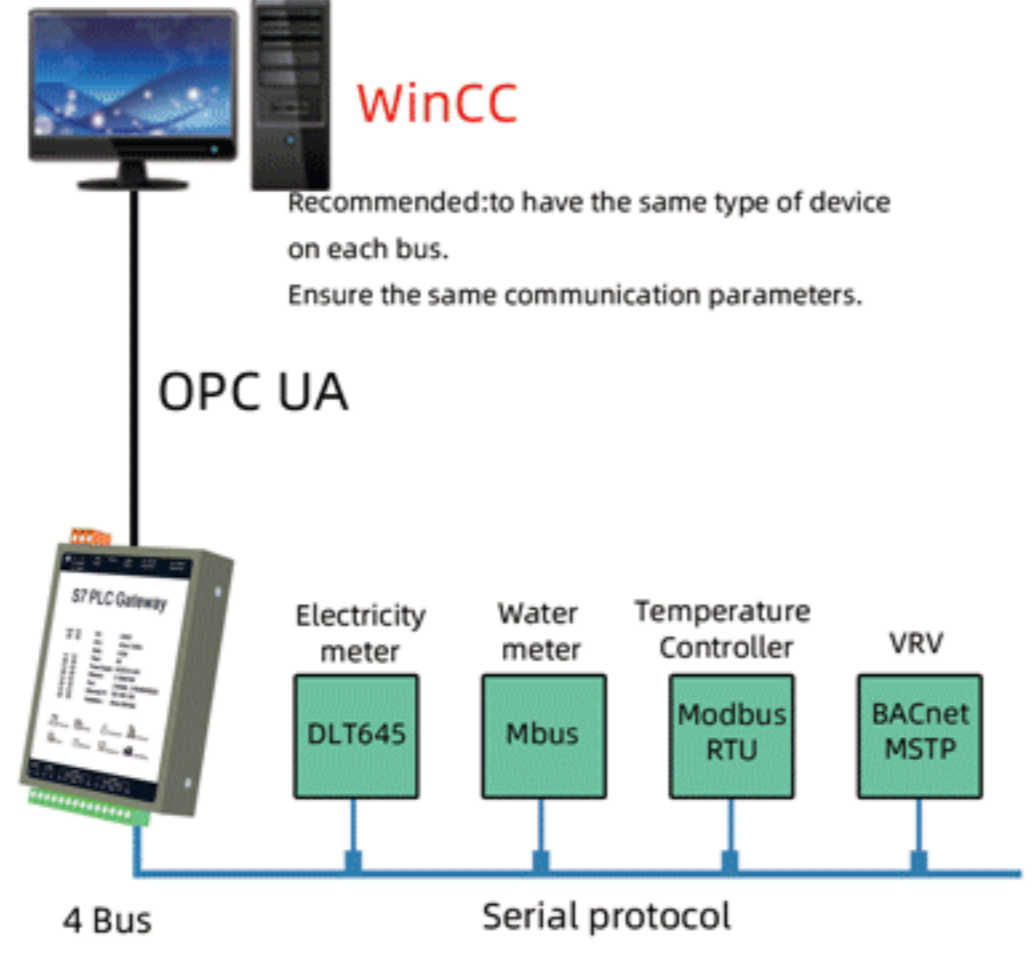 WinCC
Recommended:to have the same type of device
on each bus.
Ensure the same communication parameters.
OPC UA
S7 PLC Gateway
Electricity
meter
Water
meter
Temperature
Controller
VRV
DLT645
Mbus
Modbus
RTU
BACnet
MSTP
4 Bus
Serial protocol